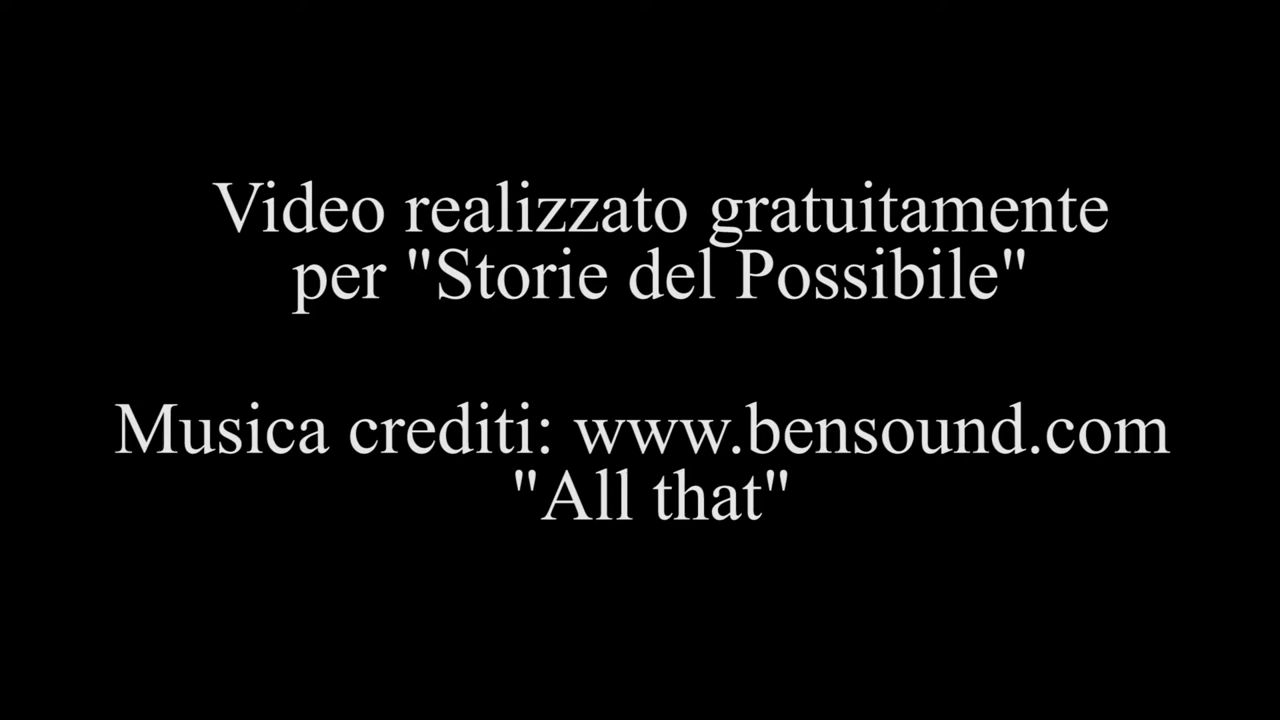 Video realizzato gratuitamente
per "Storie del Possibile"
Musica crediti: www.bensound.com
"All that"